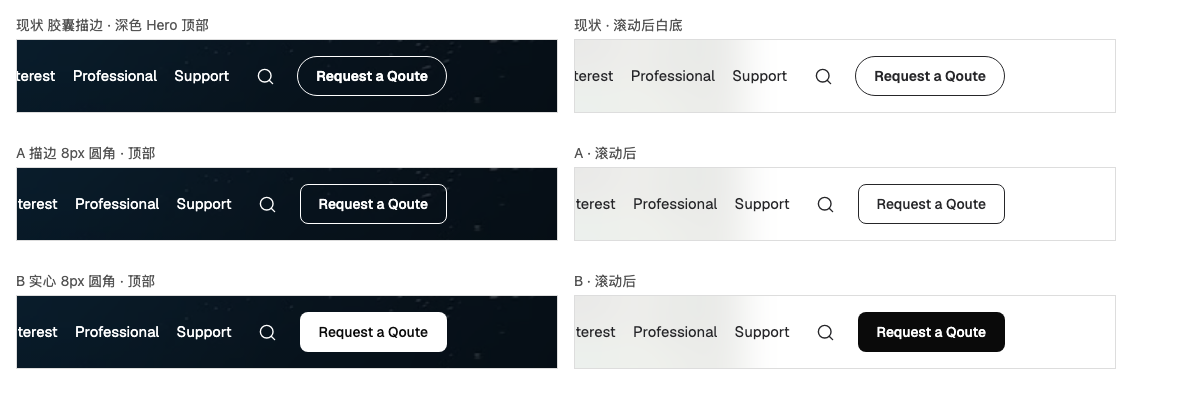 现状 胶囊描边 · 深色 Hero 顶部
terest Professional Support Request a Qoute
现状 · 滚动后白底
terest Professional Support Request a Qoute
A 描边 8px 圆角 · 顶部
terest Professional Support Request a Qoute
A · 滚动后
terest Professional Support Request a Qoute
B 实心 8px 圆角 · 顶部
terest Professional Support Request a Qoute
B · 滚动后
terest Professional Support Request a Qoute